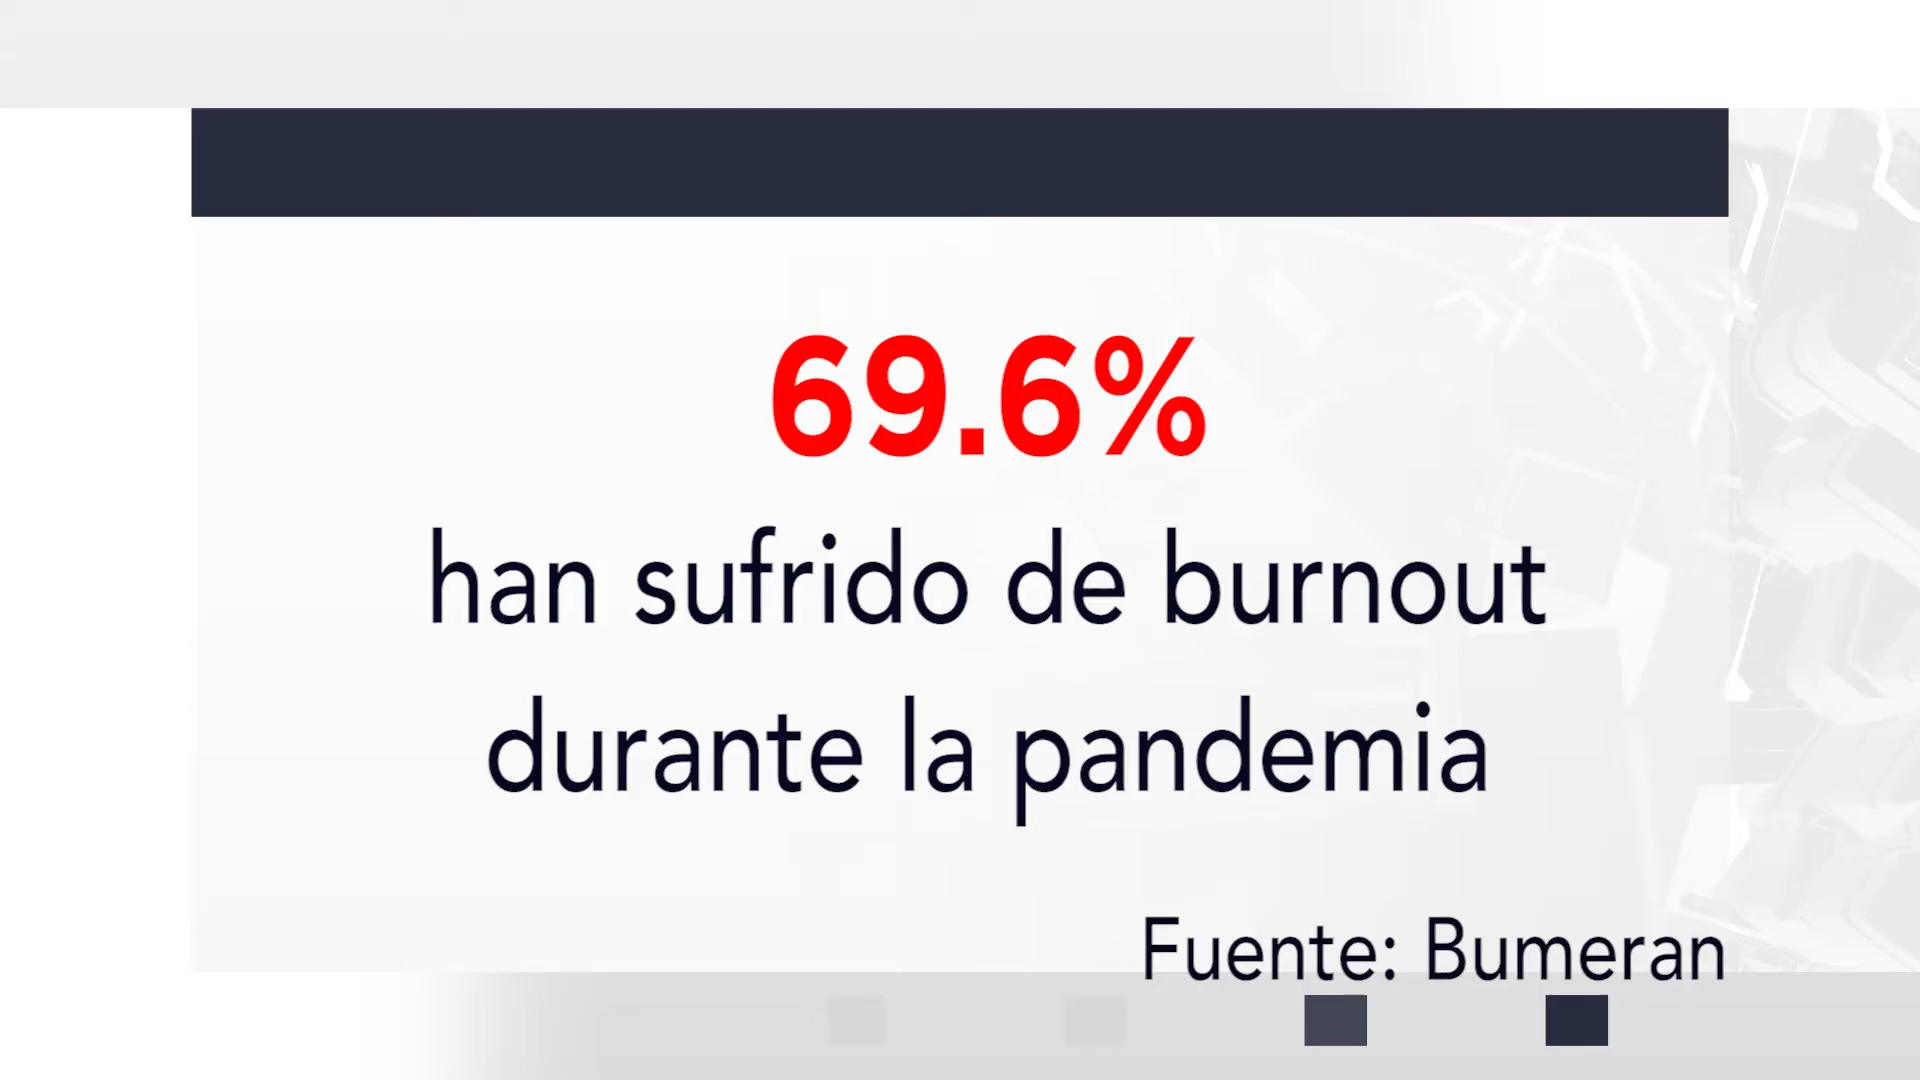 69.6%
han sufrido de burnout
durante la pandemia
Fuente: Bumeran